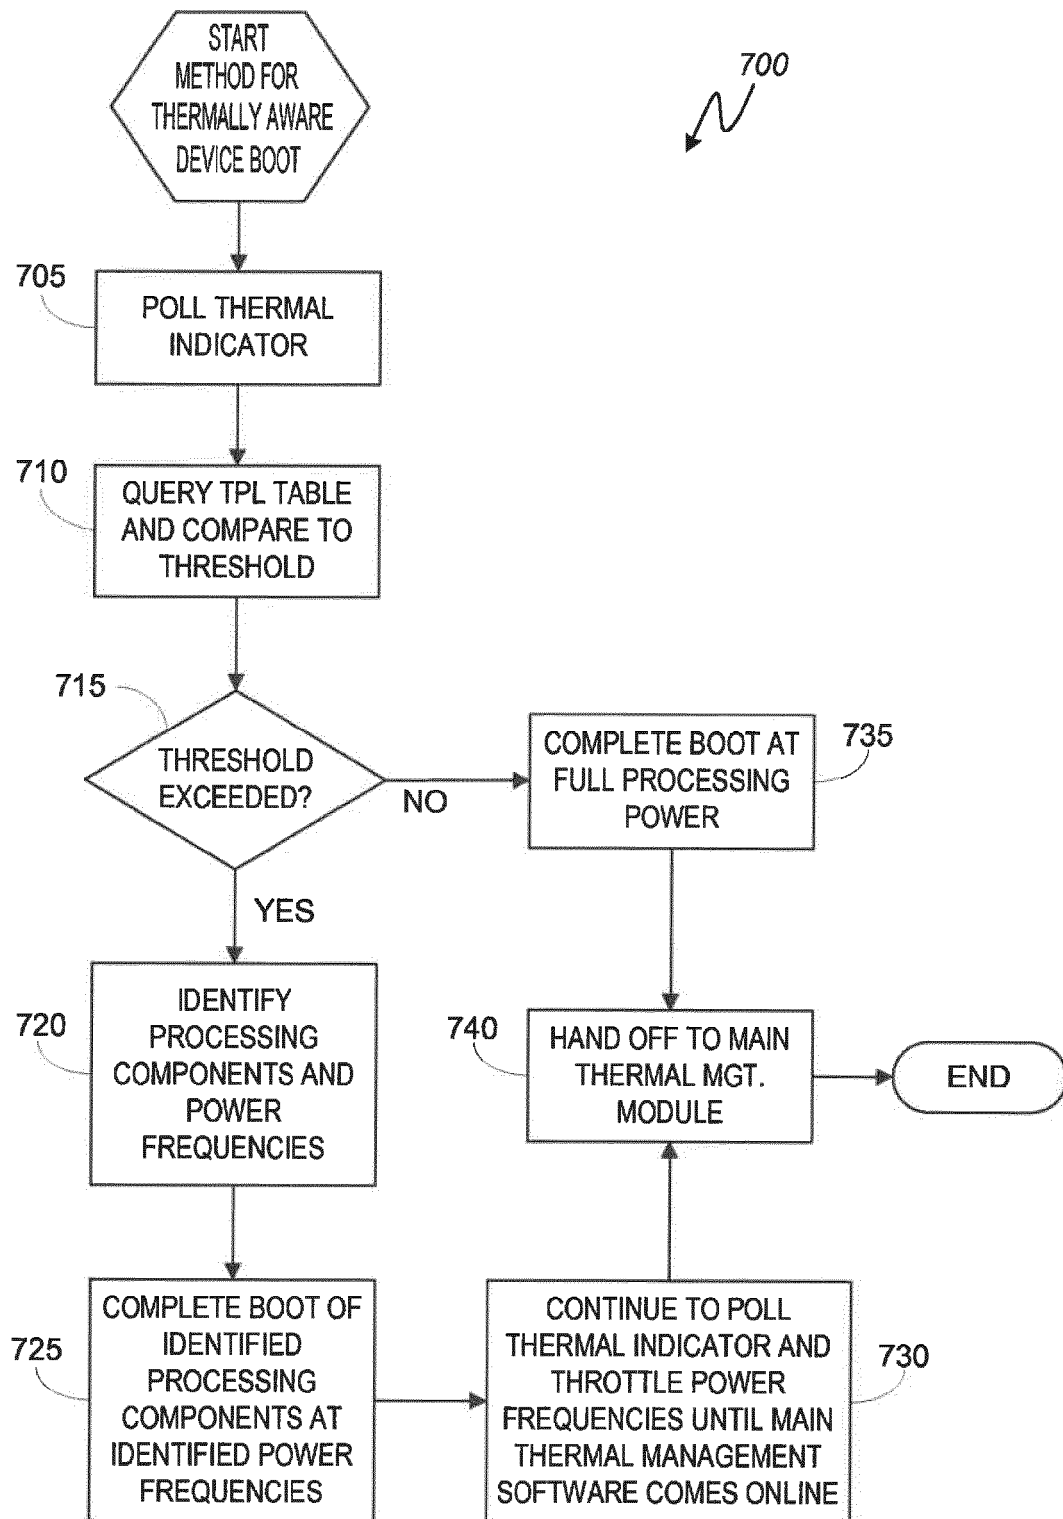 START
METHOD FOR
THERMALLY AWARE
DEVICE BOOT
700
705
POLL THERMAL
INDICATOR
710
QUERY TPL TABLE
AND COMPARE TO
THRESHOLD
715
THRESHOLD
EXCEEDED?
NO
COMPLETE BOOT AT
FULL PROCESSING
POWER
735
YES
720
IDENTIFY
PROCESSING
COMPONENTS AND
POWER
FREQUENCIES
740
HAND OFF TO MAIN
THERMAL MGT.
MODULE
END
725
COMPLETE BOOT OF
IDENTIFIED
PROCESSING
COMPONENTS AT
IDENTIFIED POWER
FREQUENCIES
CONTINUE TO POLL
THERMAL INDICATOR AND
THROTTLE POWER
FREQUENCIES UNTIL MAIN
THERMAL MANAGEMENT
SOFTWARE COMES ONLINE
730